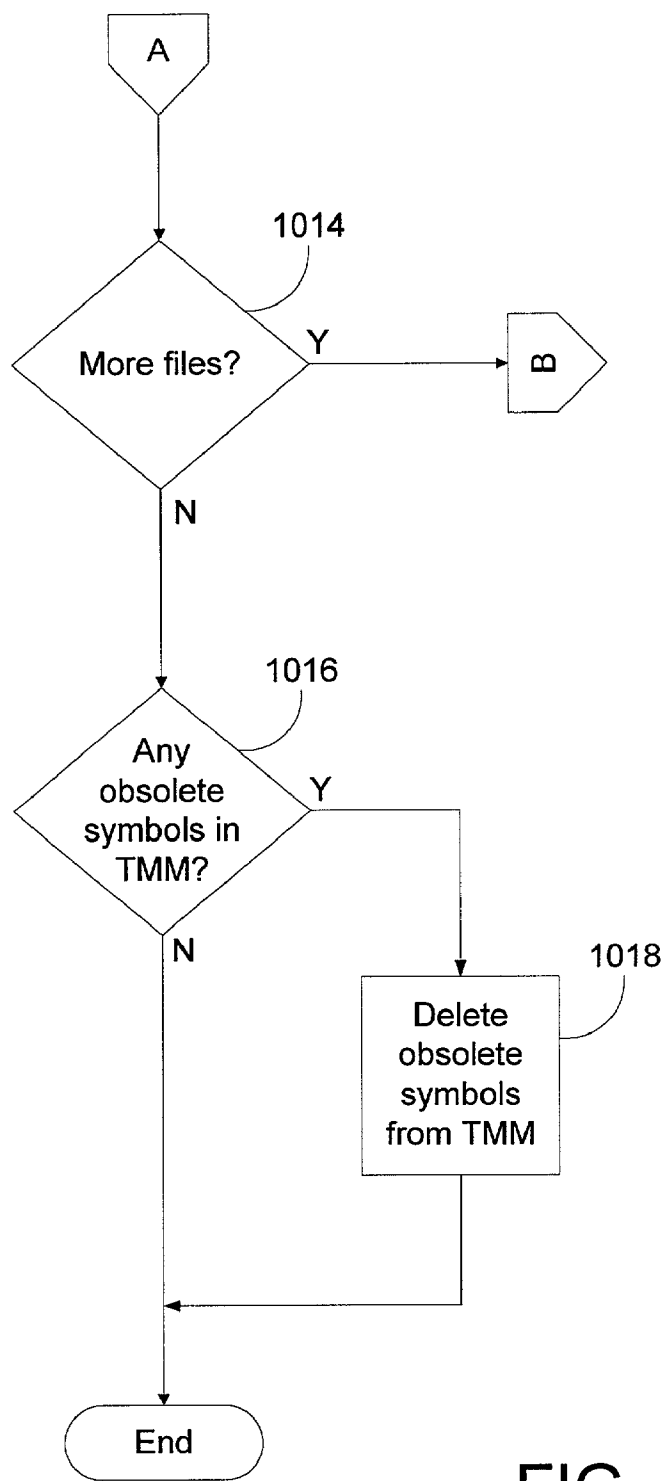 A
1014
More files?
Y
B
N
1016
Any
obsolete
symbols in
TMM?
Y
N
1018
Delete
obsolete
symbols
from TMM
End
FIG